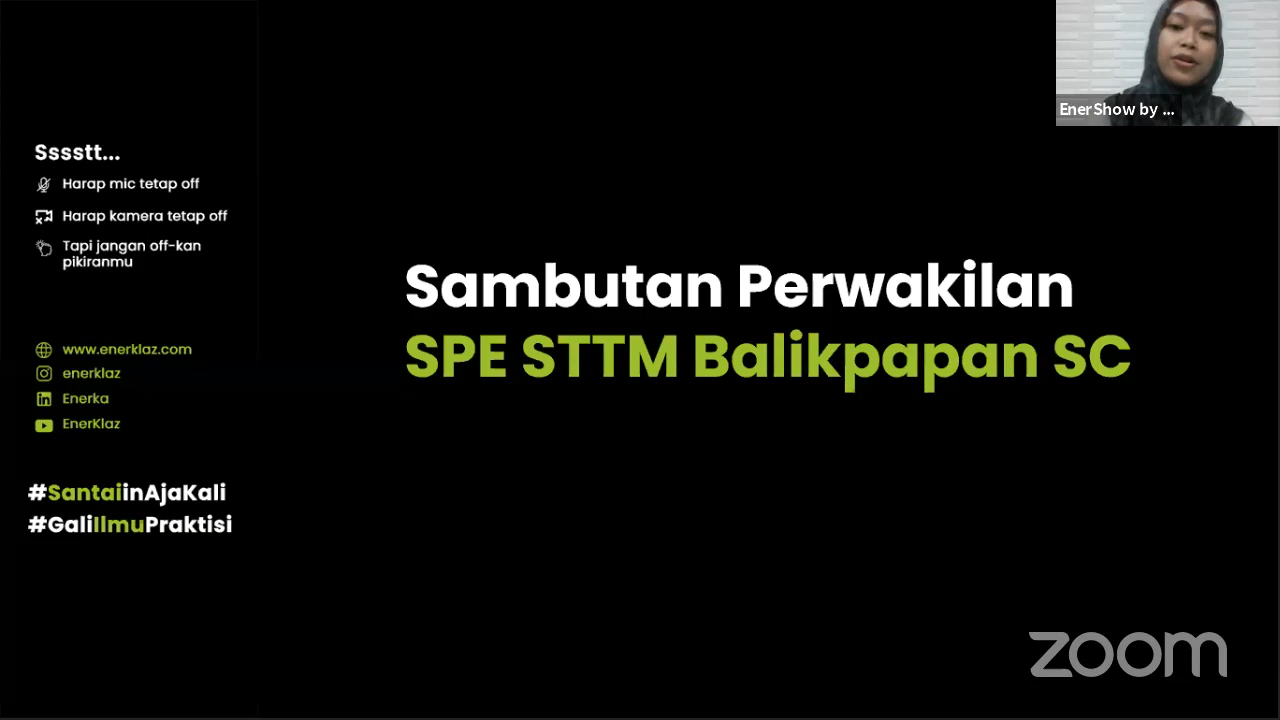 EnerShow by ...
Sssstt...
Harap mic tetap off
Harap kamera tetap off
Tapi jangan off-kan
pikiranmu
www.enerklaz.com
enerklaz
Enerka
EnerKlaz
#SantaiinAjaKali
#GaliIlmuPraktisi
Sambutan Perwakilan
SPE STTM Balikpapan SC
zoom